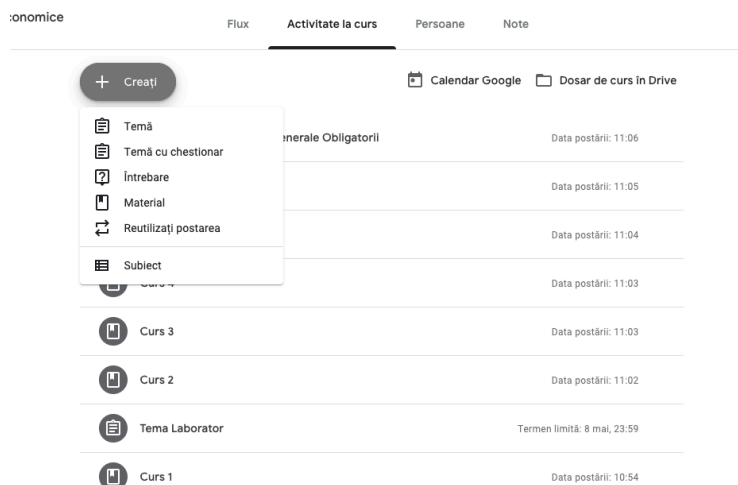 conomice
Flux Activitate la curs Persoane Note
Creați
Calendar Google Dosar de curs în Drive
Temă
Temă cu chestionar
Întrebare
Material
Reutilizați postarea
Subiect
enerale Obligatorii Data postării: 11:06
Data postării: 11:05
Data postării: 11:04
Data postării: 11:03
Curs 3 Data postării: 11:03
Curs 2 Data postării: 11:02
Tema Laborator Termen limită: 8 mai, 23:59
Curs 1 Data postării: 10:54